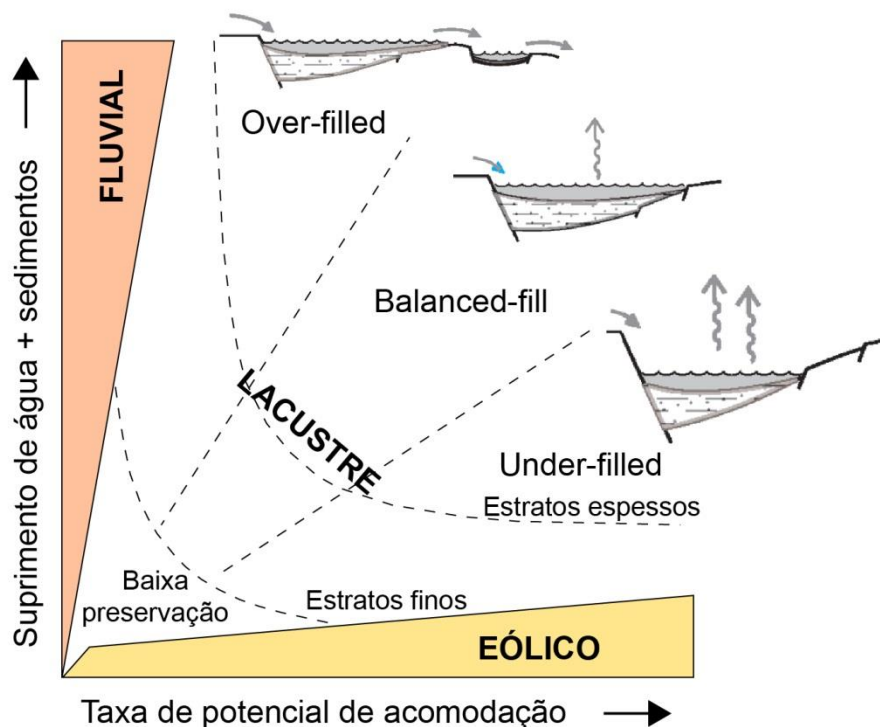 Suprimento de água + sedimentos
FLUVIAL
Over-filled
Balanced-fill
LACUSTRE
Under-filled
Estratos espessos
Baixa
preservação
Estratos finos
EÓLICO
Taxa de potencial de acomodação